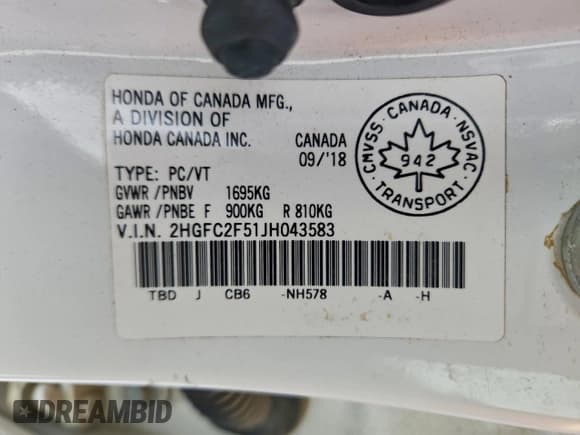 HONDA OF CANADA MFG.,
A DIVISION OF
HONDA CANADA INC. CANADA
09/'18
TYPE: PC/VT
GVWR /PNBV 1695KG
GAWR /PNBE F 900KG R 810KG
V.I.N. 2HGFC2F51JH043583
TBD J CB6 -NH578 -A -H
CMVSS · CANADA · NSVAC
942
TRANSPORT
DREAMBID